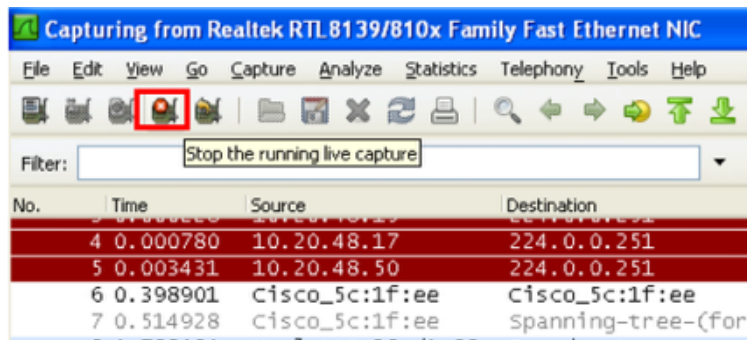 Capturing from Realtek RTL8139/810x Family Fast Ethernet NIC
File Edit View Go Capture Analyze Statistics Telephony Tools Help
Stop the running live capture
Filter:
No. Time Source Destination
4 0.000780 10.20.48.17 224.0.0.251
5 0.003431 10.20.48.50 224.0.0.251
6 0.398901 Cisco_5c:1f:ee Cisco_5c:1f:ee
7 0.514928 Cisco_5c:1f:ee Spanning-tree-(for